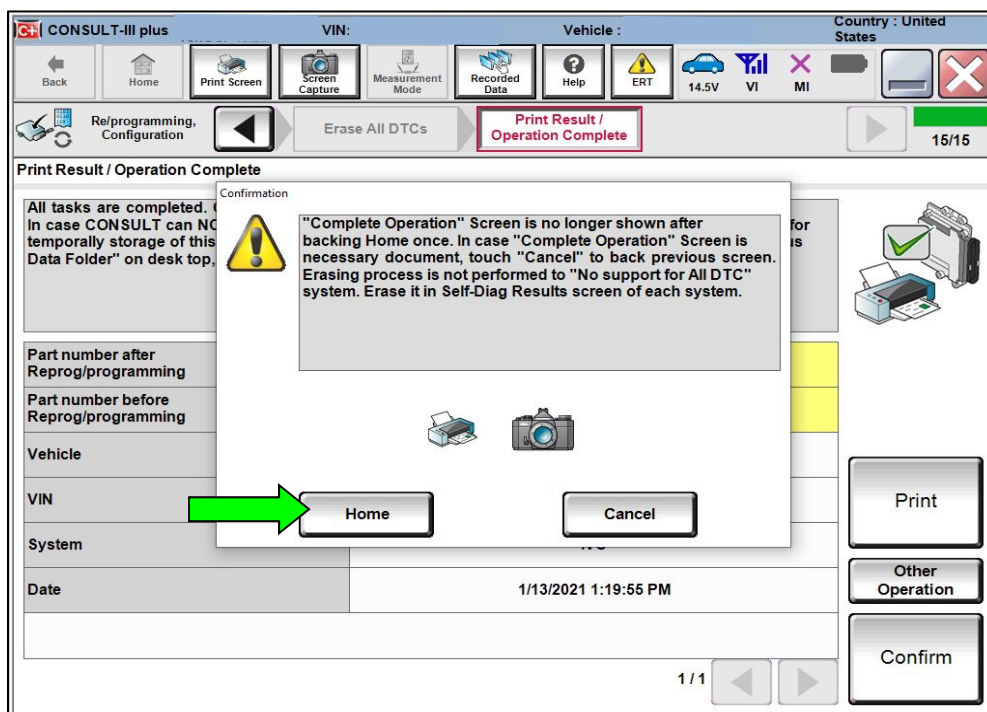 C+ CONSULT-III plus
VIN:
Vehicle :
Country : United
States
Back
Home
Print Screen
Screen
Capture
Measurement
Mode
Recorded
Data
Help
ERT
14.5V
VI
MI
Re/programming,
Configuration
Erase All DTCs
Print Result /
Operation Complete
15/15
Print Result / Operation Complete
All tasks are completed.
In case CONSULT can
temporally storage of this
Data Folder" on desk top,
for
Confirmation
"Complete Operation" Screen is no longer shown after
backing Home once. In case "Complete Operation" Screen is
necessary document, touch "Cancel" to back previous screen.
Erasing process is not performed to "No support for All DTC"
system. Erase it in Self-Diag Results screen of each system.
Home
Cancel
Part number after
Reprog/programming
Part number before
Reprog/programming
Vehicle
VIN
System
Date
1/13/2021 1:19:55 PM
Print
Other
Operation
Confirm
1/1